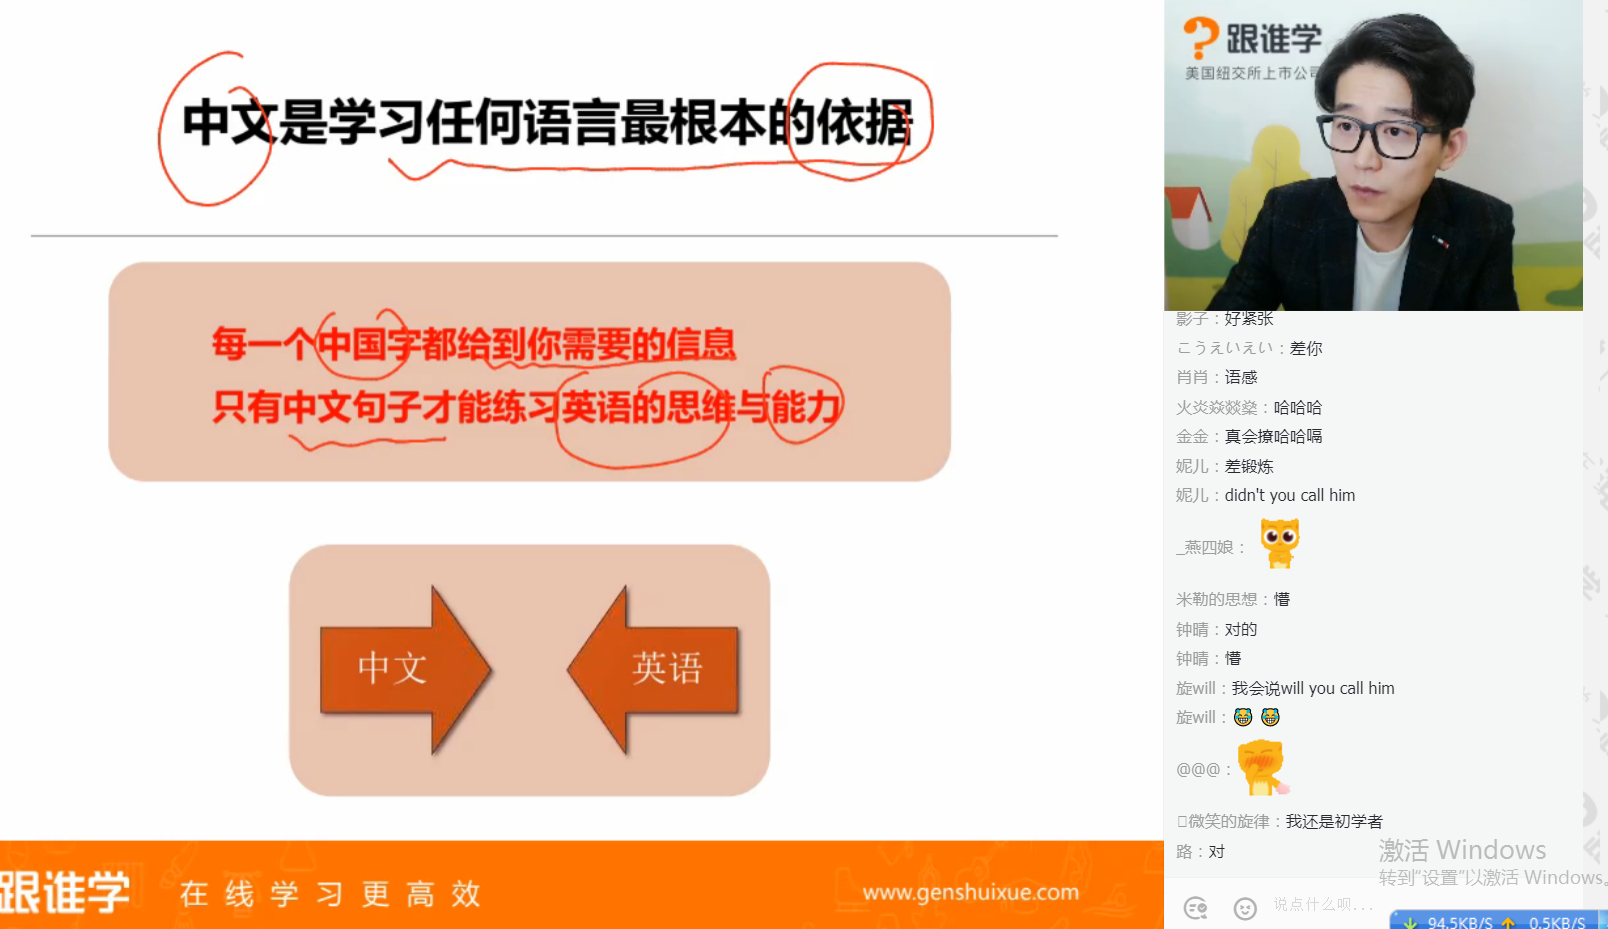 中文是学习任何语言最根本的依据
每一个中国字都给到你需要的信息
只有中文句子才能练习英语的思维与能力
中文
英语
跟谁学
在线学习更高效
www.genshuixue.com
跟谁学
美国纽交所上市公司
影子：好紧张
こうえいえい：差你
肖肖：语感
火炎焱燚燊：哈哈哈
金金：真会撩哈哈嗝
妮儿：差锻炼
妮儿：didn't you call him
_燕四娘：
米勒的思想：懵
钟晴：对的
钟晴：懵
旋will：我会说will you call him
旋will：
@@@：
微笑的旋律：我还是初学者
路：对
激活 Windows
转到“设置”以激活 Windows。
说点什么呗...
94.5KB/S 0.5KB/S